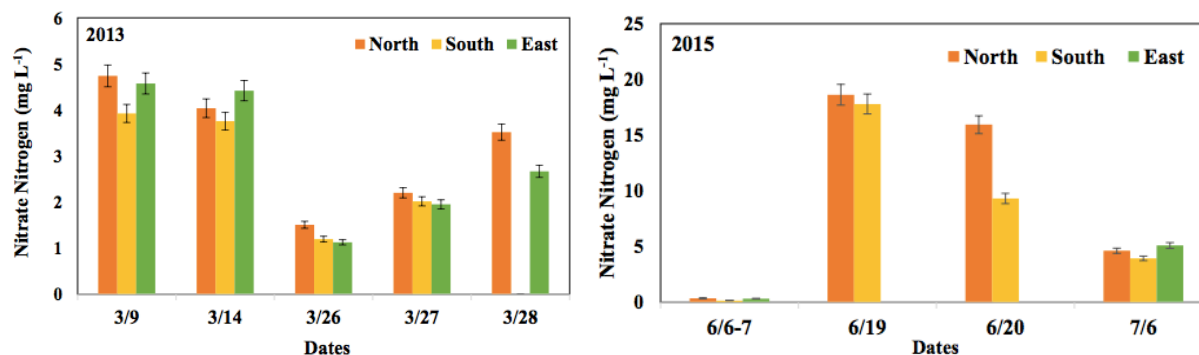 2013
North South East
Nitrate Nitrogen (mg L-1)
6
5
4
3
2
1
0
3/9 3/14 3/26 3/27 3/28
Dates
2015
North South East
Nitrate Nitrogen (mg L-1)
25
20
15
10
5
0
6/6-7 6/19 6/20 7/6
Dates